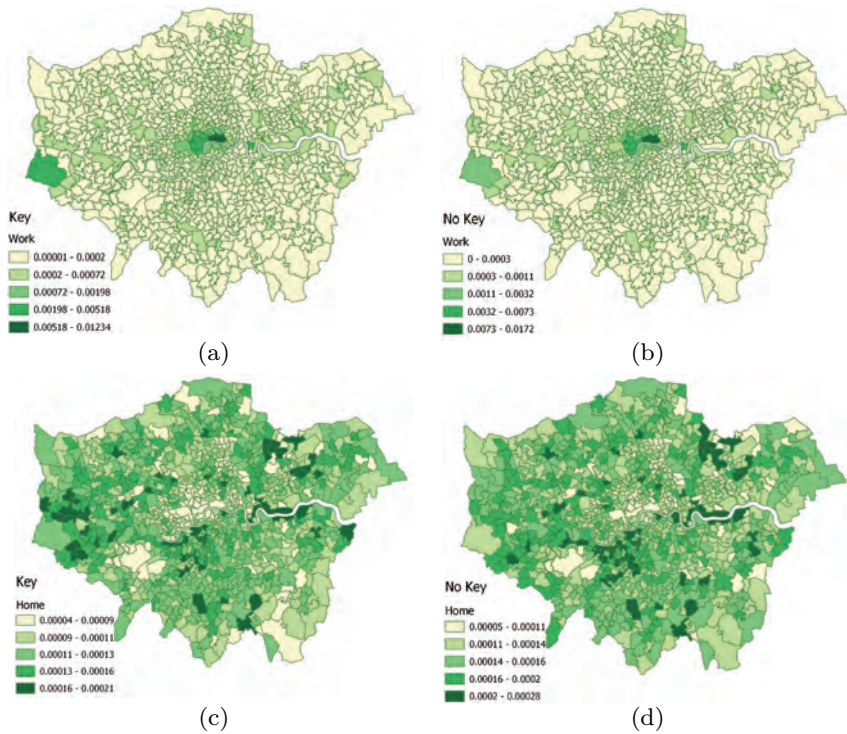 Key
Work
0.00001 - 0.0002
0.0002 - 0.00072
0.00072 - 0.00198
0.00198 - 0.00518
0.00518 - 0.01234
(a)
No Key
Work
0 - 0.0003
0.0003 - 0.0011
0.0011 - 0.0032
0.0032 - 0.0073
0.0073 - 0.0172
(b)
Key
Home
0.00004 - 0.00009
0.00009 - 0.00011
0.00011 - 0.00013
0.00013 - 0.00016
0.00016 - 0.00021
(c)
No Key
Home
0.00005 - 0.00011
0.00011 - 0.00014
0.00014 - 0.00016
0.00016 - 0.0002
0.0002 - 0.00028
(d)